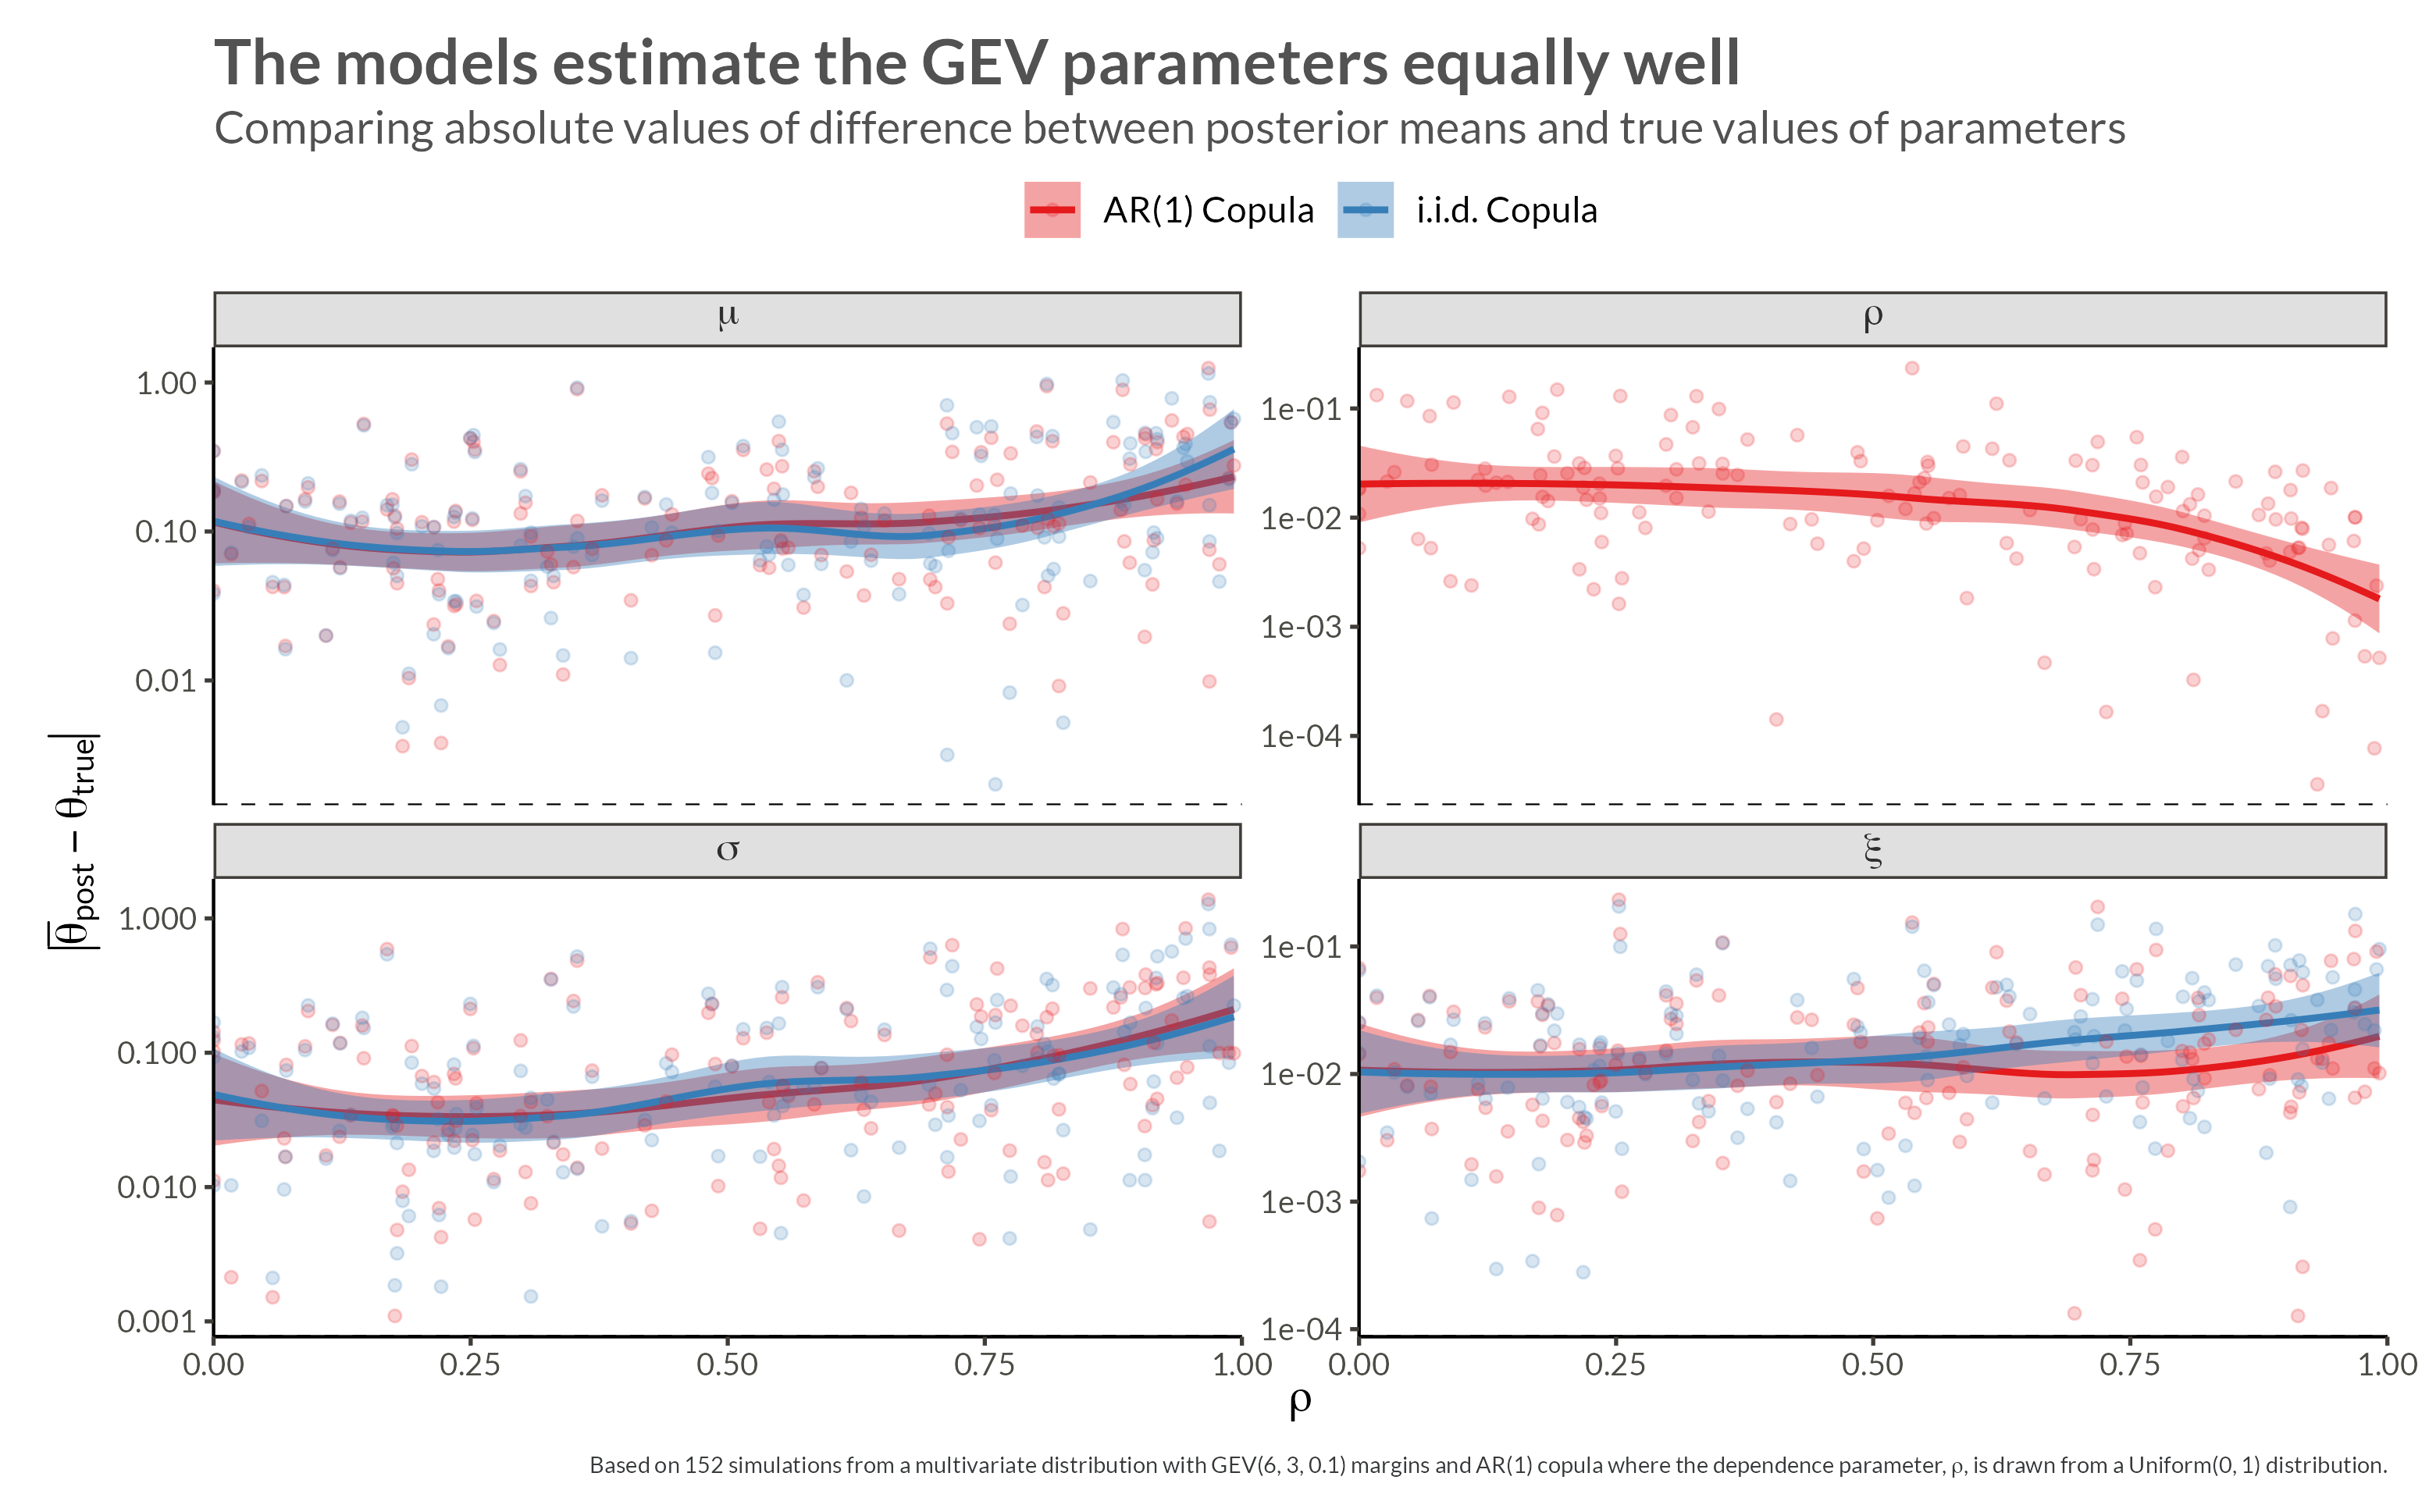 The models estimate the GEV parameters equally well
Comparing absolute values of difference between posterior means and true values of parameters
AR(1) Copula
i.i.d. Copula
μ
ρ
1.00
0.10
0.01
1e-01
1e-02
1e-03
1e-04
σ
ξ
1.000
0.100
0.010
0.001
1e-01
1e-02
1e-03
1e-04
0.00 0.25 0.50 0.75 1.00
0.00 0.25 0.50 0.75 1.00
|θ̅post − θtrue|
ρ
Based on 152 simulations from a multivariate distribution with GEV(6, 3, 0.1) margins and AR(1) copula where the dependence parameter, ρ, is drawn from a Uniform(0, 1) distribution.